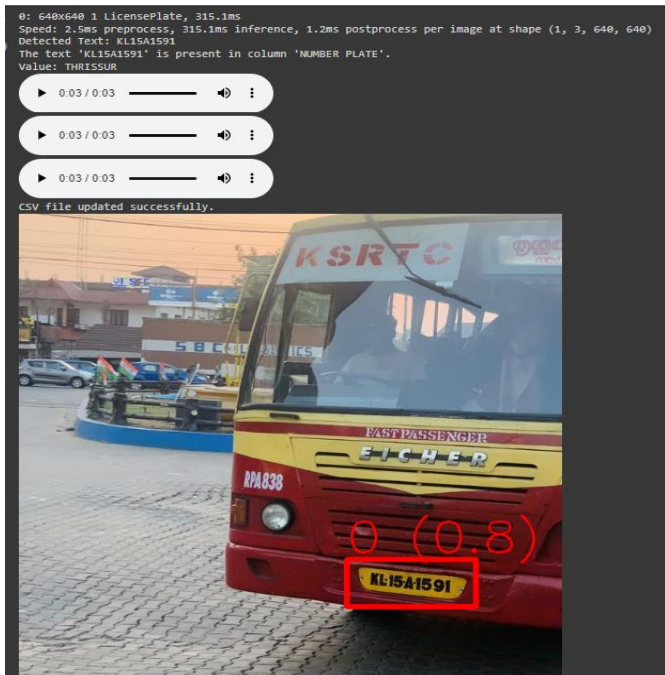 0: 640x640 1 LicensePlate, 315.1ms
Speed: 2.5ms preprocess, 315.1ms inference, 1.2ms postprocess per image at shape (1, 3, 640, 640)
Detected Text: KL15A1591
The text 'KL15A1591' is present in column 'NUMBER PLATE'.
Value: THRISSUR
0:03 / 0:03
0:03 / 0:03
0:03 / 0:03
CSV file updated successfully.
KSRTC
S B C
ICS
FAST PASSENGER
EICHER
RPA838
0 (0.8)
KL-15-A-1591